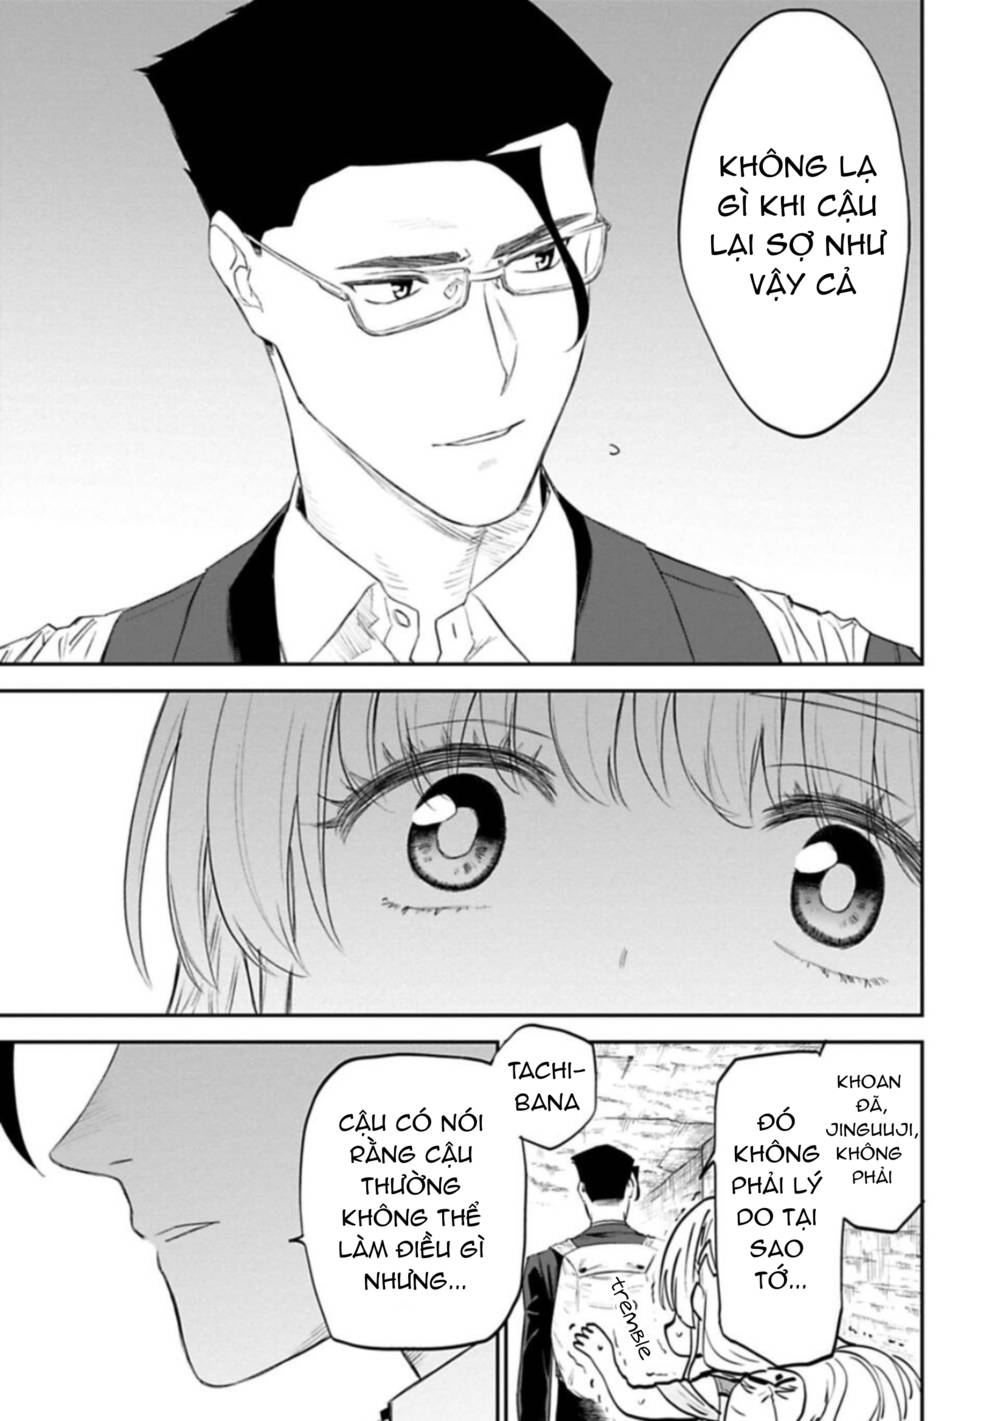 KHÔNG LẠ
GÌ KHI CẬU
LẠI SỢ NHƯ
VẬY CẢ
KHOAN
ĐÃ,
JINGUUJI,
KHÔNG
PHẢI
ĐÓ
KHÔNG
PHẢI LÝ
DO TẠI
SAO
TỚ...
trêmble
TACHI-
BANA
CẬU CÓ NÓI
RẰNG CẬU
THƯỜNG
KHÔNG THỂ
LÀM ĐIỀU GÌ
NHƯNG...